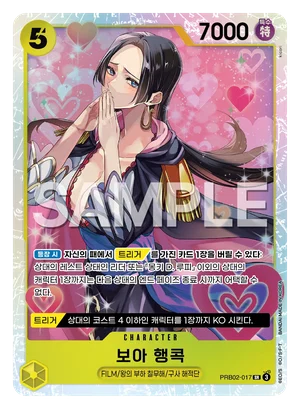 5
7000
특수
特
SAMPLE
등장 시 자신의 패에서 트리거 를 가진 카드 1장을 버릴 수 있다:
상대의 레스트 상태인 리더 또는 「몽키 D. 루피」 이외의 상대의
캐릭터 1장까지는 다음 상대의 엔드 페이즈 종료 시까지 어택할 수
없다.
트리거 상대의 코스트 4 이하인 캐릭터를 1장까지 KO 시킨다.
CHARACTER
보아 행콕
FILM/왕의 부하 칠무해/구사 해적단
PRB02-017 SR
3